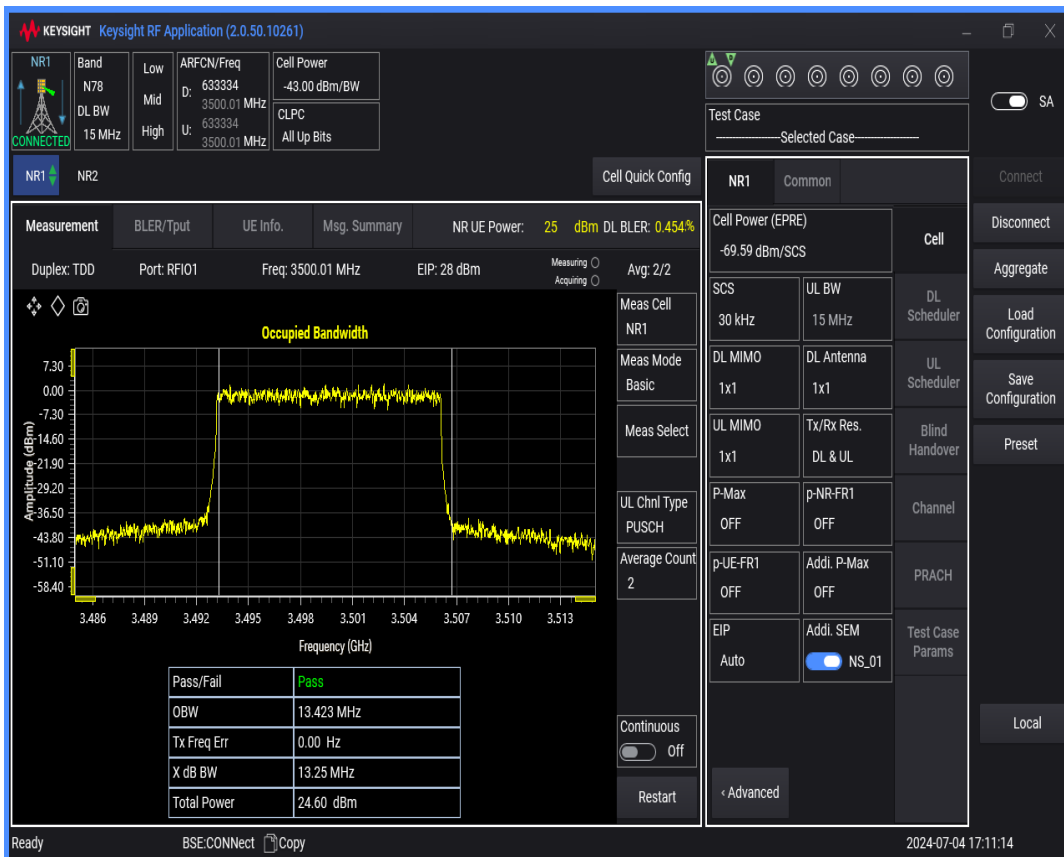 KEYSIGHT Keysight RF Application (2.0.50.10261)
NR1
CONNECTED
Band
N78
DL BW
15 MHz
Low
Mid
High
ARFCN/Freq
D: 633334
3500.01 MHz
U: 633334
3500.01 MHz
Cell Power
-43.00 dBm/BW
CLPC
All Up Bits
Test Case
--------------------Selected Case--------------------
SA
NR1
NR2
Cell Quick Config
Measurement
BLER/Tput
UE Info.
Msg. Summary
NR UE Power: 25 dBm DL BLER: 0.454%
Duplex: TDD
Port: RFIO1
Freq: 3500.01 MHz
EIP: 28 dBm
Measuring
Acquiring
Avg: 2/2
Occupied Bandwidth
Amplitude (dBm)
7.30
0.00
-7.30
-14.60
-21.90
-29.20
-36.50
-43.80
-51.10
-58.40
3.486 3.489 3.492 3.495 3.498 3.501 3.504 3.507 3.510 3.513
Frequency (GHz)
Pass/Fail Pass
OBW 13.423 MHz
Tx Freq Err 0.00 Hz
X dB BW 13.25 MHz
Total Power 24.60 dBm
Meas Cell
NR1
Meas Mode
Basic
Meas Select
UL Chnl Type
PUSCH
Average Count
2
Continuous
Off
Restart
NR1
Common
Cell Power (EPRE)
-69.59 dBm/SCS
SCS
30 kHz
UL BW
15 MHz
DL MIMO
1x1
DL Antenna
1x1
UL MIMO
1x1
Tx/Rx Res.
DL & UL
P-Max
OFF
p-NR-FR1
OFF
p-UE-FR1
OFF
Addi. P-Max
OFF
EIP
Auto
Addi. SEM
NS_01
‹ Advanced
Cell
DL
Scheduler
UL
Scheduler
Blind
Handover
Channel
PRACH
Test Case
Params
Connect
Disconnect
Aggregate
Load
Configuration
Save
Configuration
Preset
Local
Ready
BSE:CONNect
Copy
2024-07-04 17:11:14